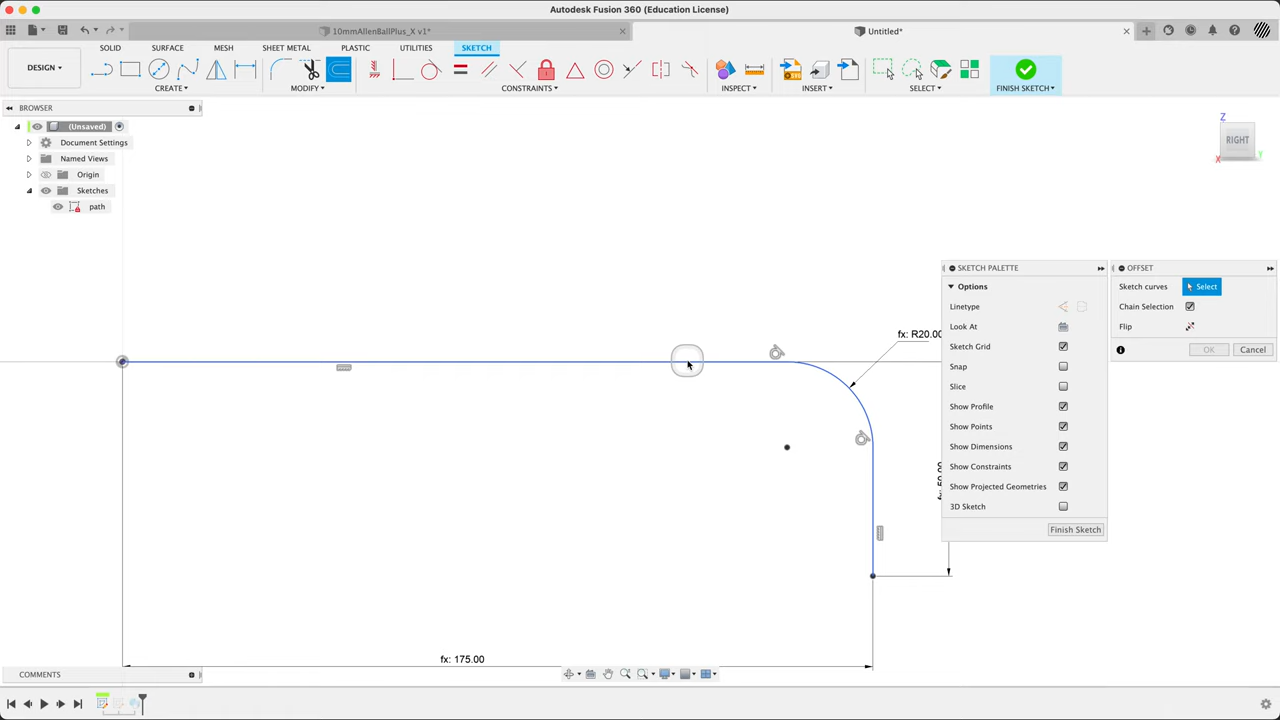 Autodesk Fusion 360 (Education License)
10mmAllenBallPlus_X v1*
Untitled*
DESIGN
SOLID SURFACE MESH SHEET METAL PLASTIC UTILITIES SKETCH
CREATE MODIFY CONSTRAINTS INSPECT INSERT SELECT FINISH SKETCH
BROWSER
(Unsaved)
Document Settings
Named Views
Origin
Sketches
path
Z
RIGHT
X
Y
SKETCH PALETTE
Options
Linetype
Look At
Sketch Grid
Snap
Slice
Show Profile
Show Points
Show Dimensions
Show Constraints
Show Projected Geometries
3D Sketch
Finish Sketch
OFFSET
Sketch curves Select
Chain Selection
Flip
OK Cancel
fx: R20.00
fx: 175.00
COMMENTS